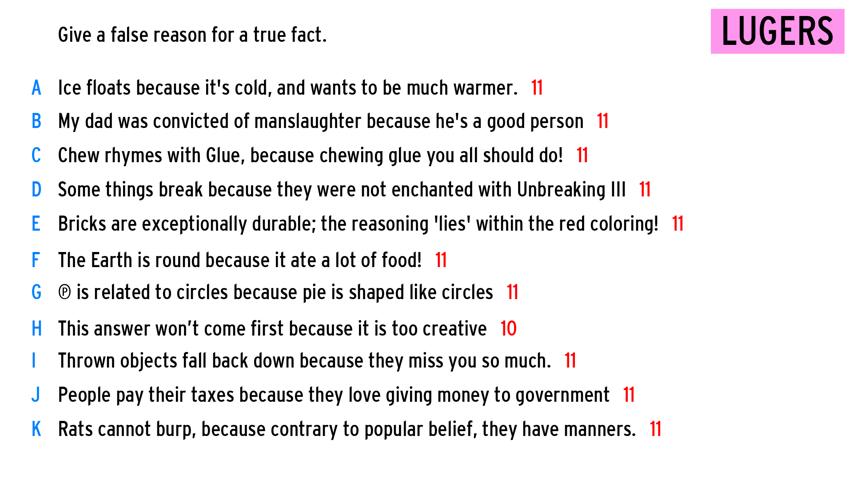 Give a false reason for a true fact.
LUGERS
A Ice floats because it's cold, and wants to be much warmer. 11
B My dad was convicted of manslaughter because he's a good person 11
C Chew rhymes with Glue, because chewing glue you all should do! 11
D Some things break because they were not enchanted with Unbreaking III 11
E Bricks are exceptionally durable; the reasoning 'lies' within the red coloring! 11
F The Earth is round because it ate a lot of food! 11
G ℗ is related to circles because pie is shaped like circles 11
H This answer won’t come first because it is too creative 10
I Thrown objects fall back down because they miss you so much. 11
J People pay their taxes because they love giving money to government 11
K Rats cannot burp, because contrary to popular belief, they have manners. 11